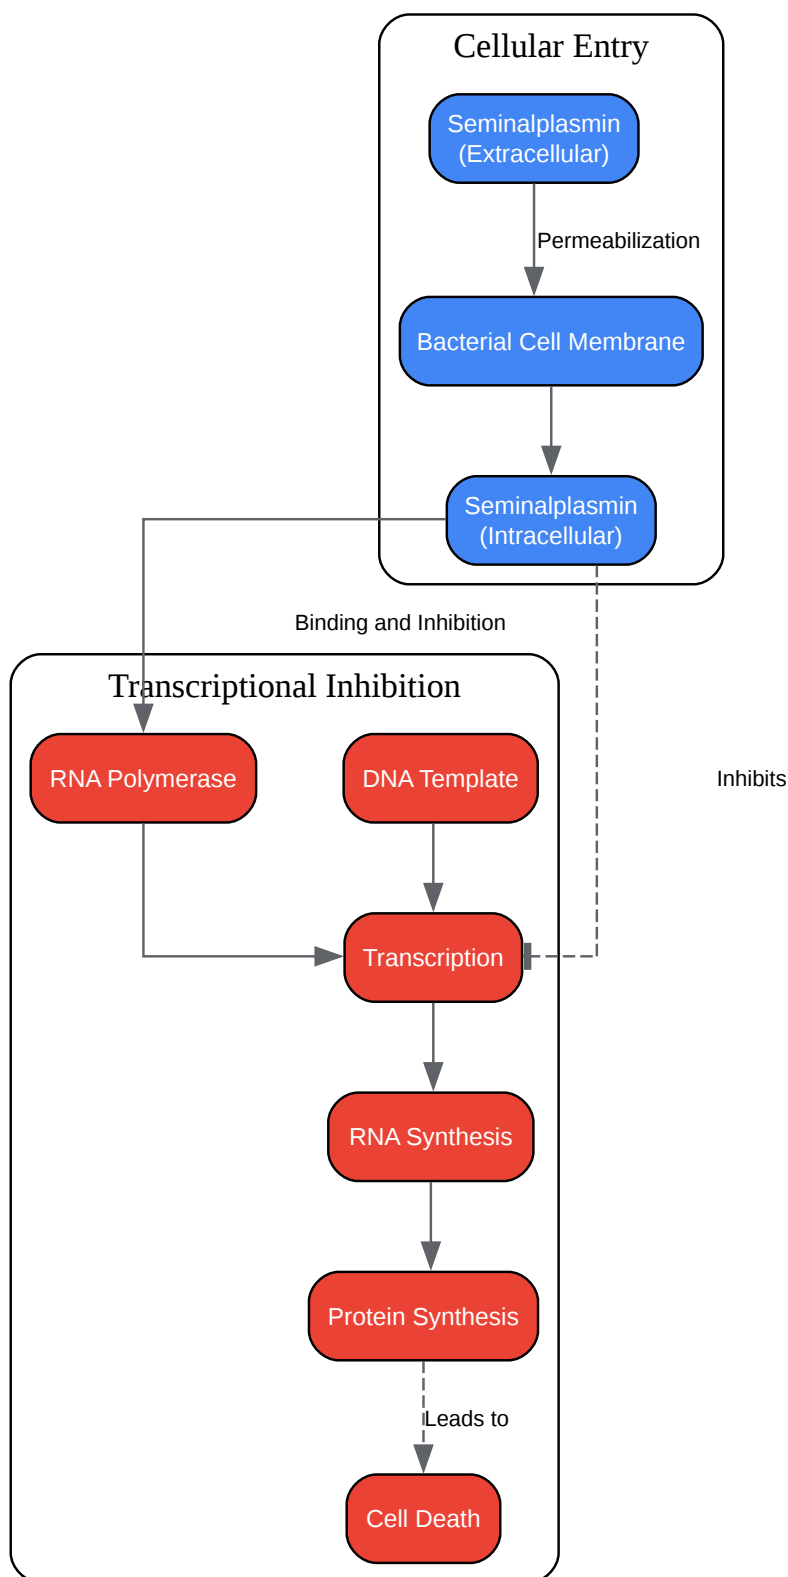 Cellular Entry
Seminalplasmin
(Extracellular)
Permeabilization
Bacterial Cell Membrane
Seminalplasmin
(Intracellular)
Binding and Inhibition
Transcriptional Inhibition
RNA Polymerase
DNA Template
Inhibits
Transcription
RNA Synthesis
Protein Synthesis
Leads to
Cell Death